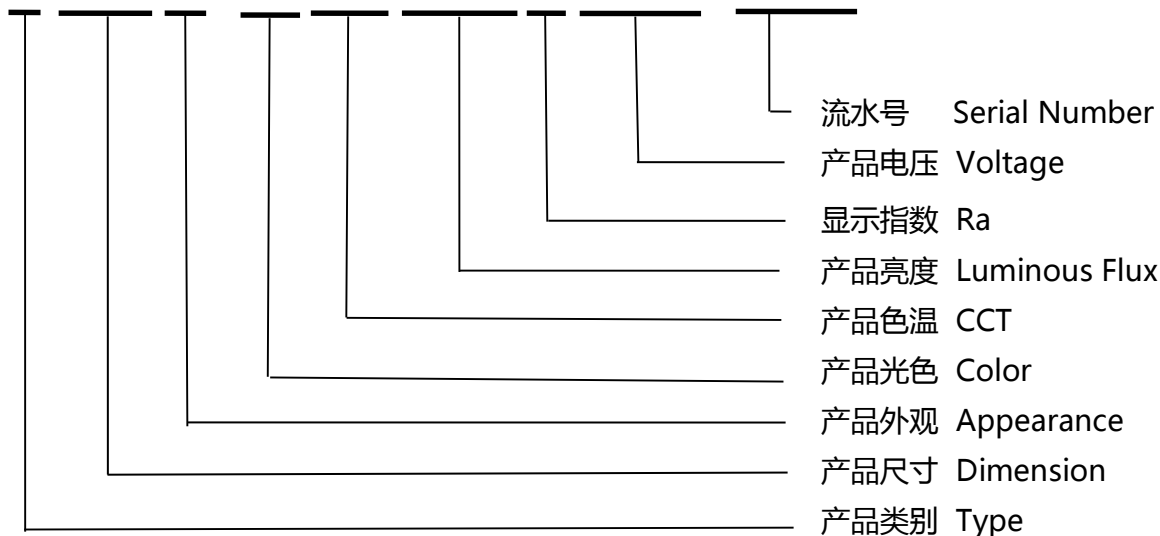 流水号 Serial Number
产品电压 Voltage
显示指数 Ra
产品亮度 Luminous Flux
产品色温 CCT
产品光色 Color
产品外观 Appearance
产品尺寸 Dimension
产品类别 Type